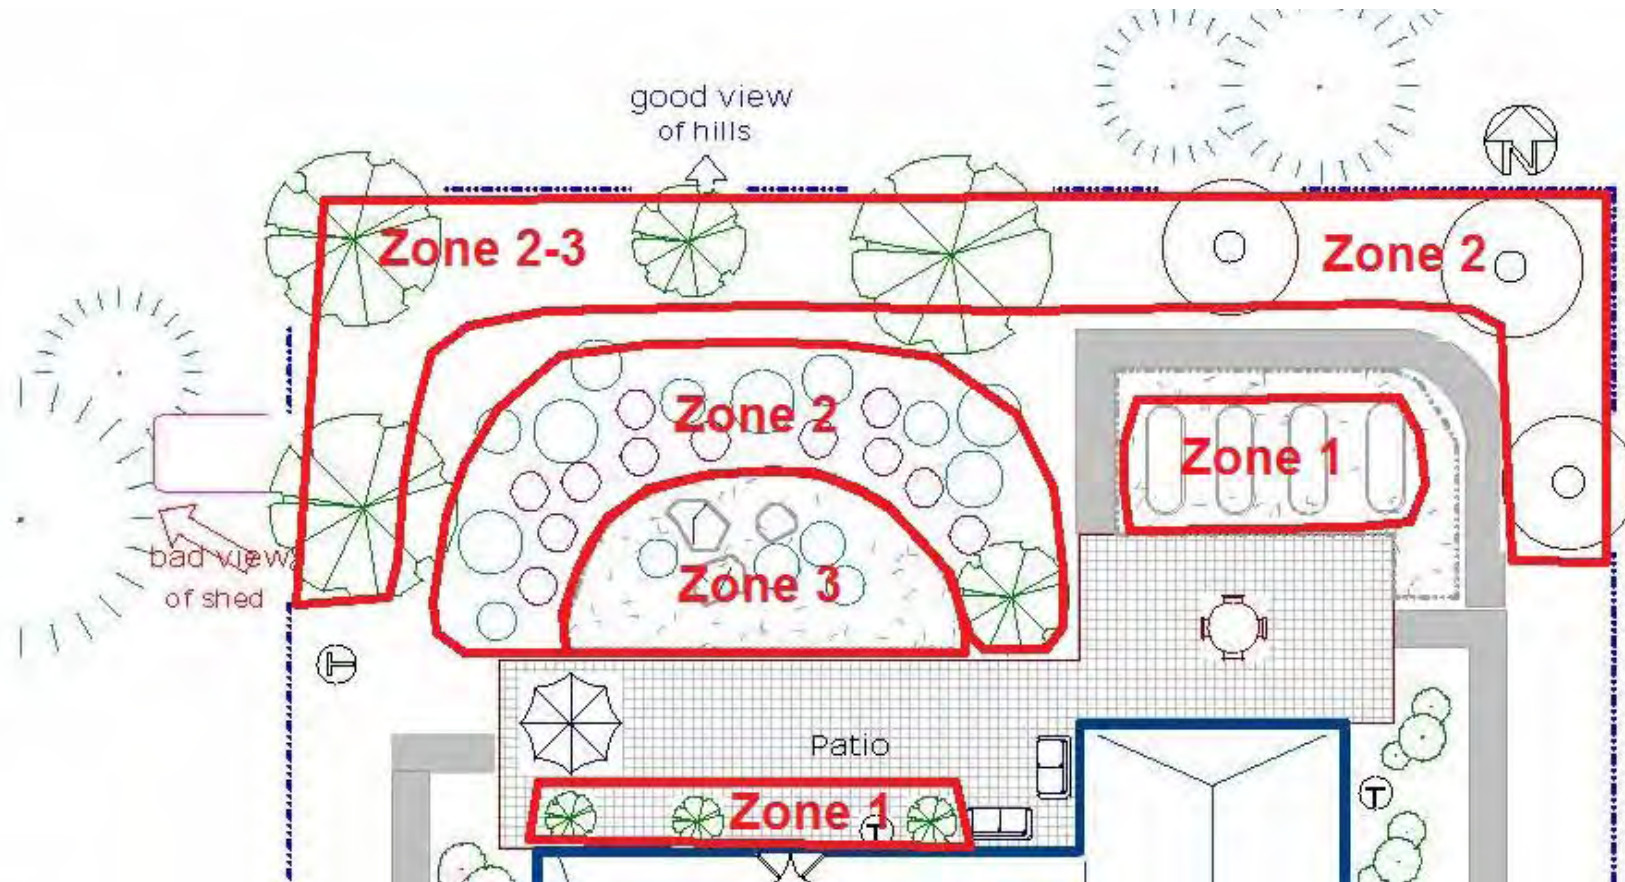 good view
of hills
N
Zone 2-3
Zone 2
Zone 2
Zone 1
bad view
of shed
Zone 3
T
Patio
T
Zone 1
T